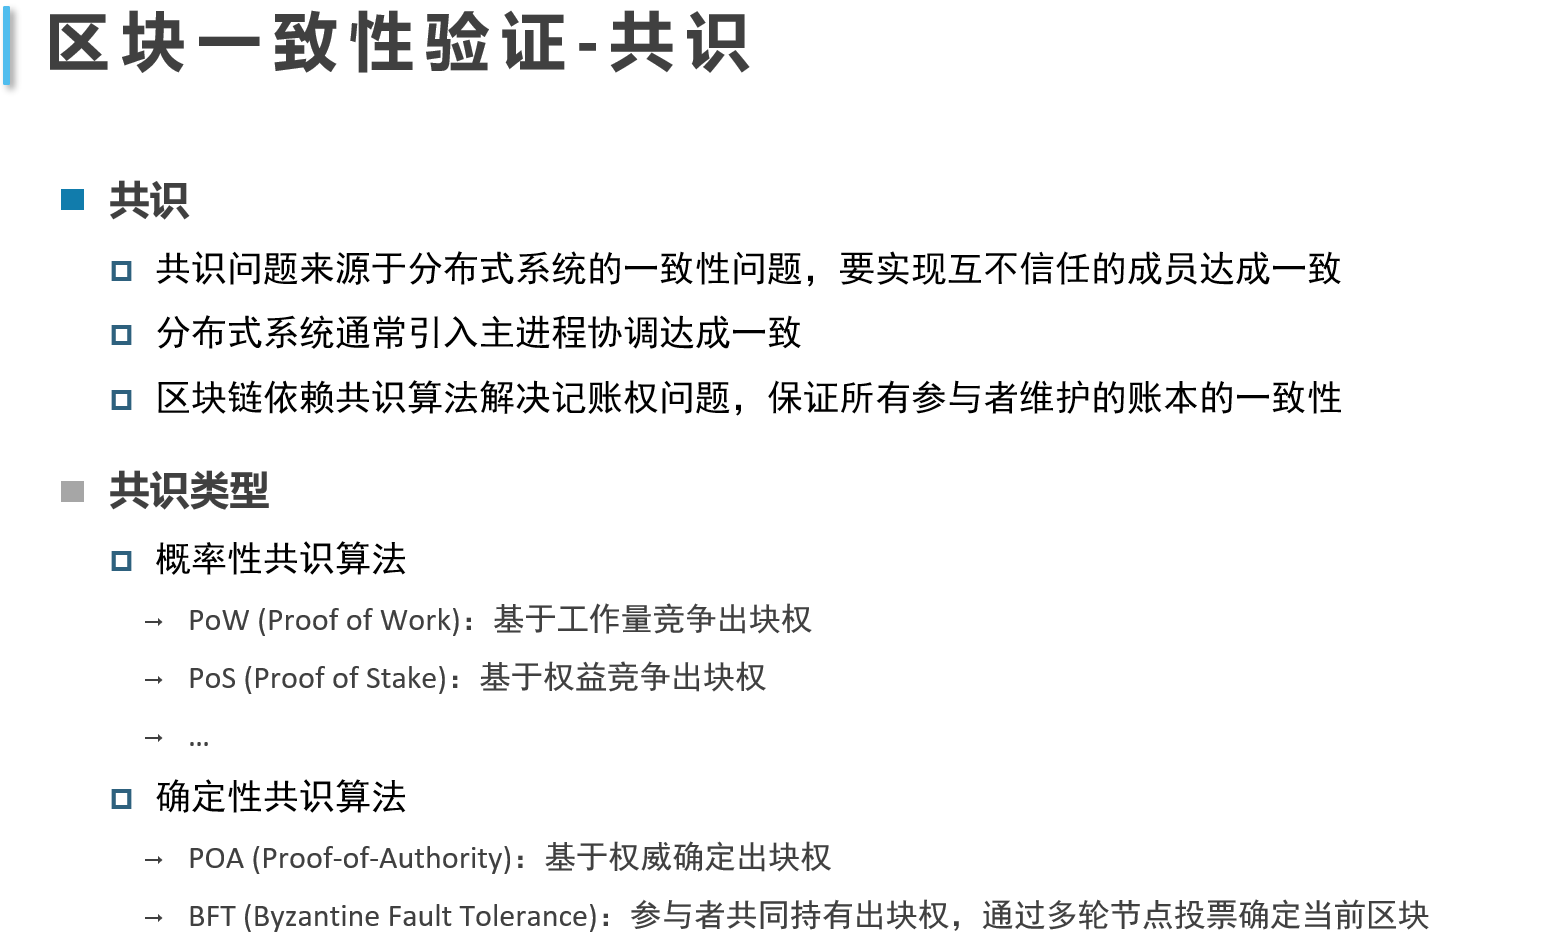 区块一致性验证-共识
共识
共识问题来源于分布式系统的一致性问题，要实现互不信任的成员达成一致
分布式系统通常引入主进程协调达成一致
区块链依赖共识算法解决记账权问题，保证所有参与者维护的账本的一致性
共识类型
概率性共识算法
→ PoW (Proof of Work)：基于工作量竞争出块权
→ PoS (Proof of Stake)：基于权益竞争出块权
→ …
确定性共识算法
→ POA (Proof-of-Authority)：基于权威确定出块权
→ BFT (Byzantine Fault Tolerance)：参与者共同持有出块权，通过多轮节点投票确定当前区块